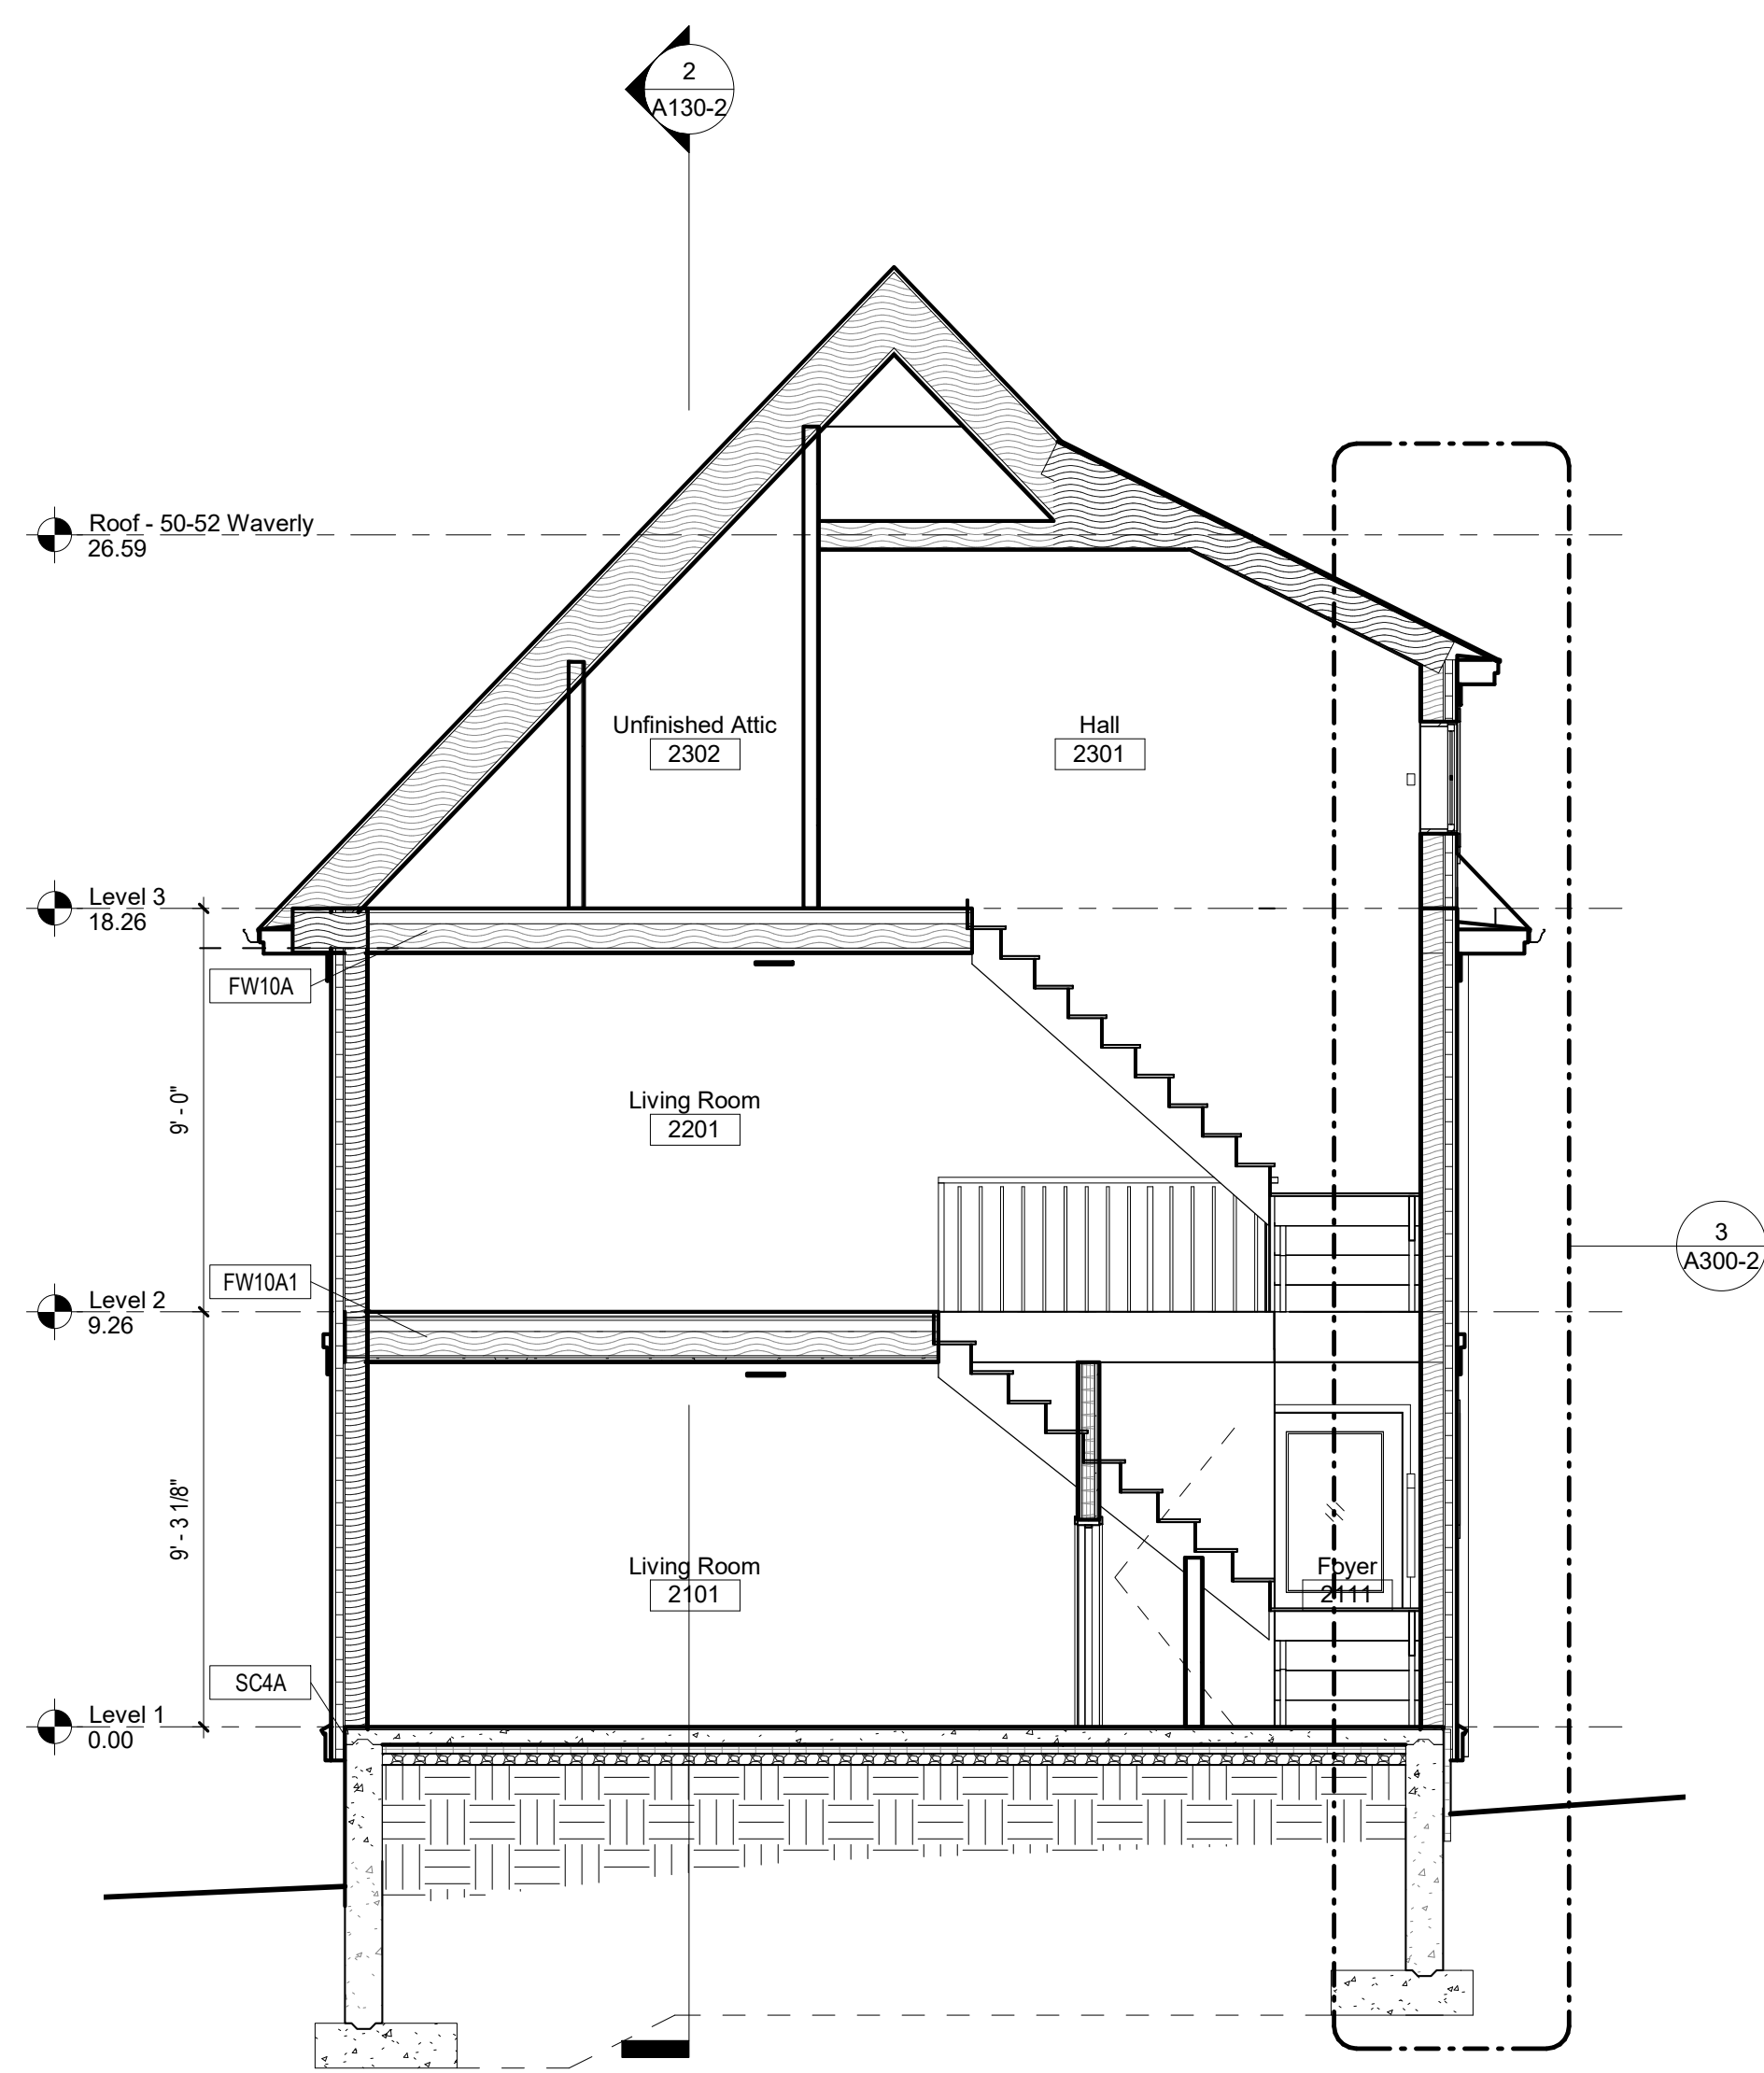 2
A130-2
Roof - 50-52 Waverly
26.59
Unfinished Attic
2302
Hall
2301
Level 3
18.26
FW10A
9' - 0"
Living Room
2201
3
A300-2
FW10A1
Level 2
9.26
9' - 3 1/8"
Living Room
2101
Foyer
2111
SC4A
Level 1
0.00